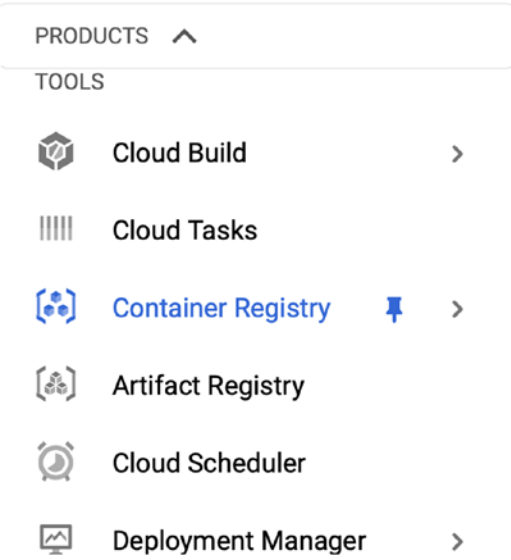 PRODUCTS
TOOLS
Cloud Build
Cloud Tasks
Container Registry
Artifact Registry
Cloud Scheduler
Deployment Manager